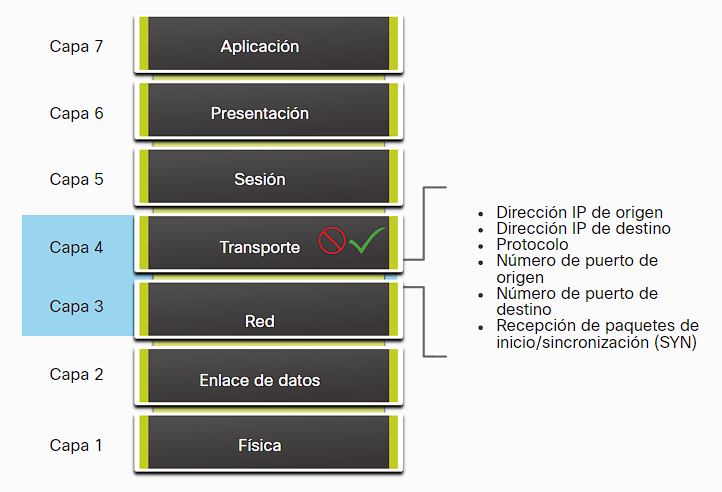 Capa 7 Aplicación
Capa 6 Presentación
Capa 5 Sesión
Capa 4 Transporte
Capa 3 Red
Capa 2 Enlace de datos
Capa 1 Física
• Dirección IP de origen
• Dirección IP de destino
• Protocolo
• Número de puerto de
origen
• Número de puerto de
destino
• Recepción de paquetes de
inicio/sincronización (SYN)